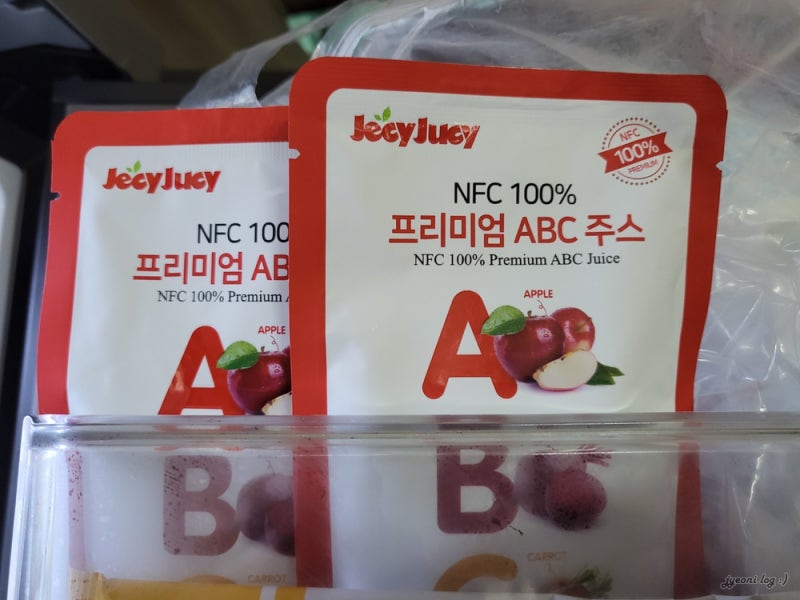 JecyJucy
NFC 100
프리미엄 AB
NFC 100% Premium
APPLE
A
B
CARROT
JecyJucy
NFC
100%
PREMIUM
NFC 100%
프리미엄 ABC 주스
NFC 100% Premium ABC Juice
APPLE
A
B
CARROT
C
jyeoni log :)